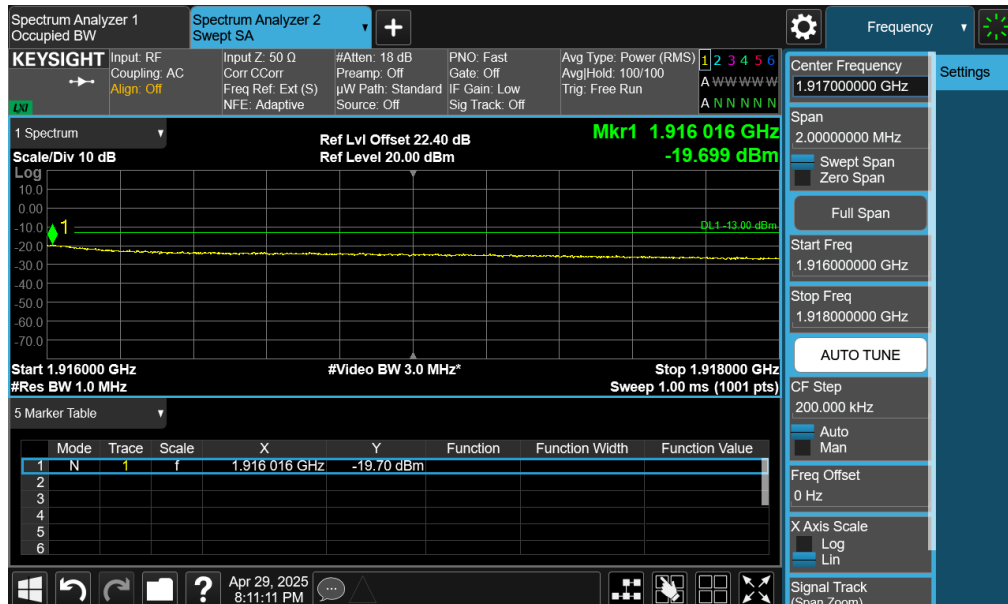 Spectrum Analyzer 1
Occupied BW
Spectrum Analyzer 2
Swept SA
Frequency
KEYSIGHT
LXI
Input: RF
Coupling: AC
Align: Off
Input Z: 50 Ω
Corr CCorr
Freq Ref: Ext (S)
NFE: Adaptive
#Atten: 18 dB
Preamp: Off
µW Path: Standard
Source: Off
PNO: Fast
Gate: Off
IF Gain: Low
Sig Track: Off
Avg Type: Power (RMS)
Avg|Hold: 100/100
Trig: Free Run
1 2 3 4 5 6
A W W W W W
A N N N N N
1 Spectrum
Scale/Div 10 dB
Ref Lvl Offset 22.40 dB
Ref Level 20.00 dBm
Mkr1 1.916 016 GHz
-19.699 dBm
Log
10.0
0.00
-10.0
-20.0
-30.0
-40.0
-50.0
-60.0
-70.0
1
DL1 -13.00 dBm
Start 1.916000 GHz
#Res BW 1.0 MHz
#Video BW 3.0 MHz*
Stop 1.918000 GHz
Sweep 1.00 ms (1001 pts)
5 Marker Table
Mode Trace Scale X Y Function Function Width Function Value
1 N 1 f 1.916 016 GHz -19.70 dBm
2
3
4
5
6
Apr 29, 2025
8:11:11 PM
Center Frequency
1.917000000 GHz
Settings
Span
2.00000000 MHz
Swept Span
Zero Span
Full Span
Start Freq
1.916000000 GHz
Stop Freq
1.918000000 GHz
AUTO TUNE
CF Step
200.000 kHz
Auto
Man
Freq Offset
0 Hz
X Axis Scale
Log
Lin
Signal Track
(Span Zoom)